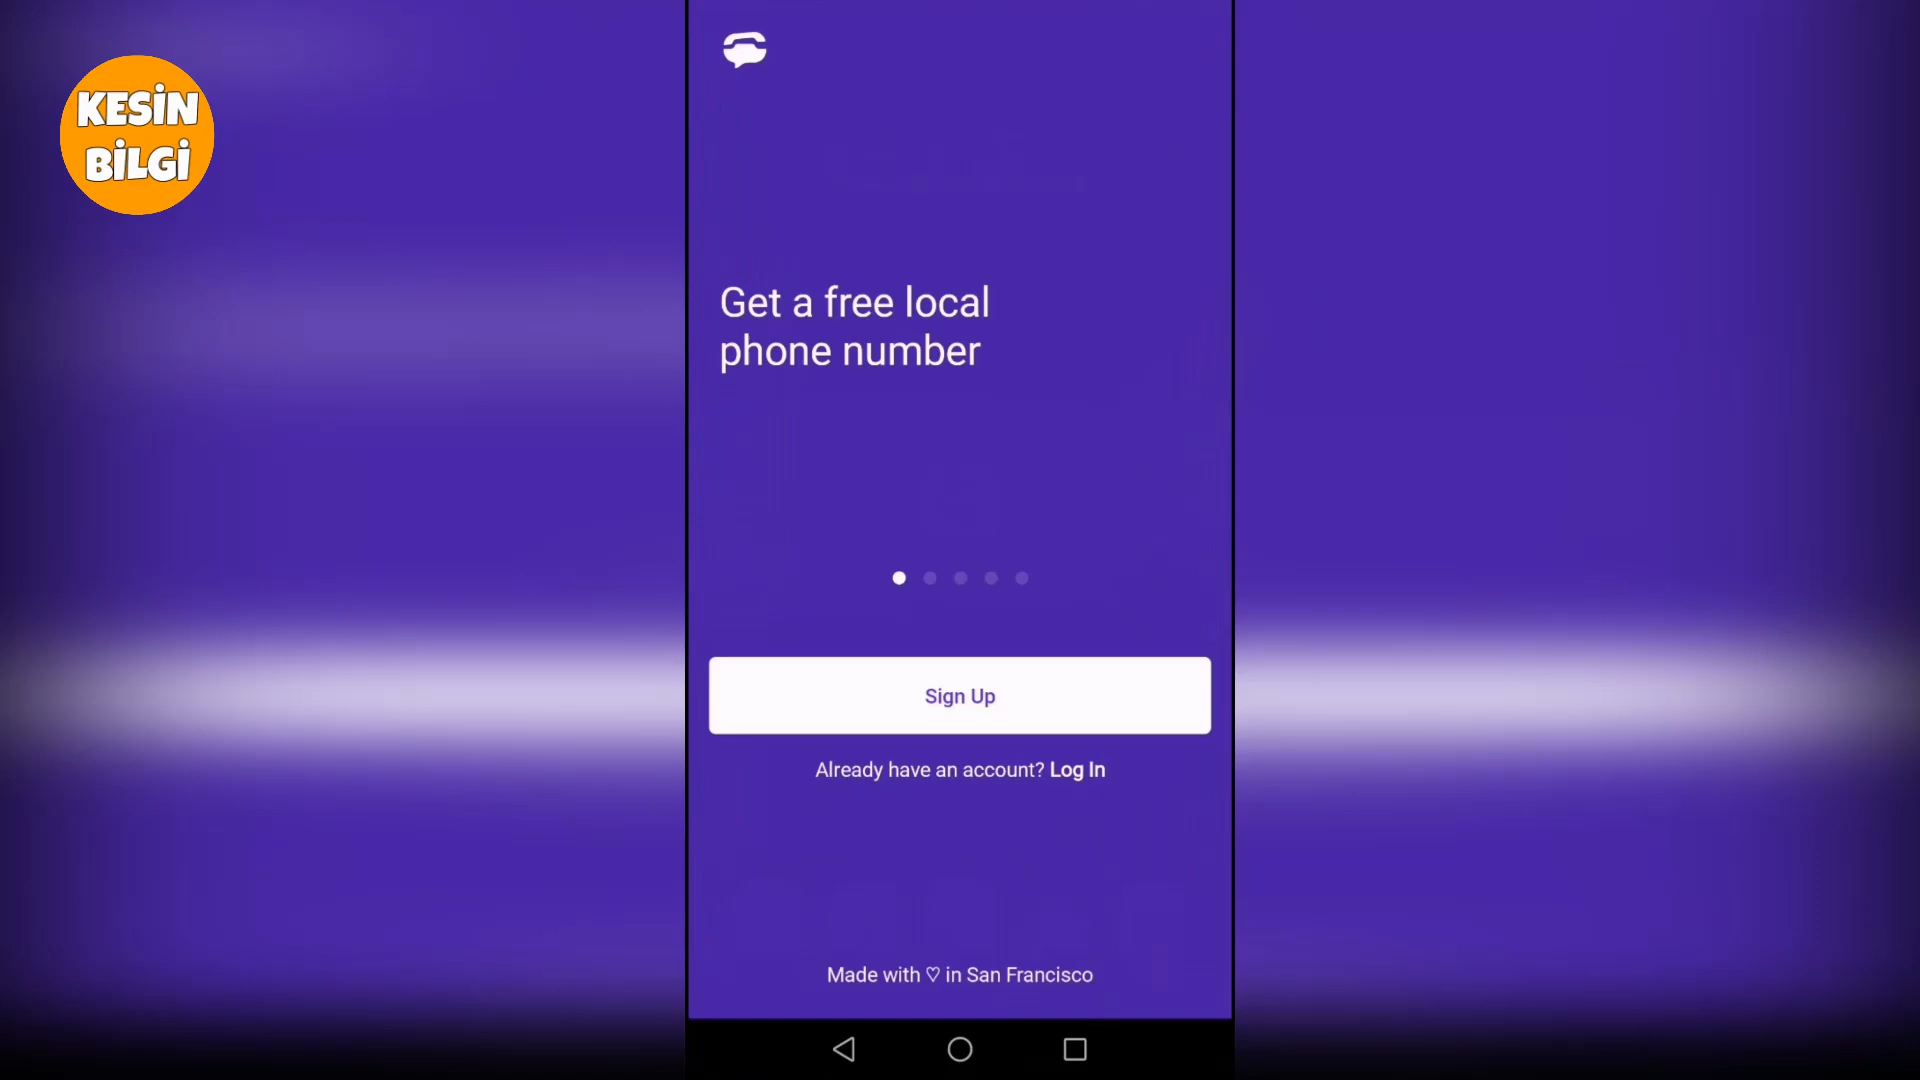 KESİN
BİLGİ
Get a free local
phone number
Sign Up
Already have an account? Log In
Made with ♡ in San Francisco